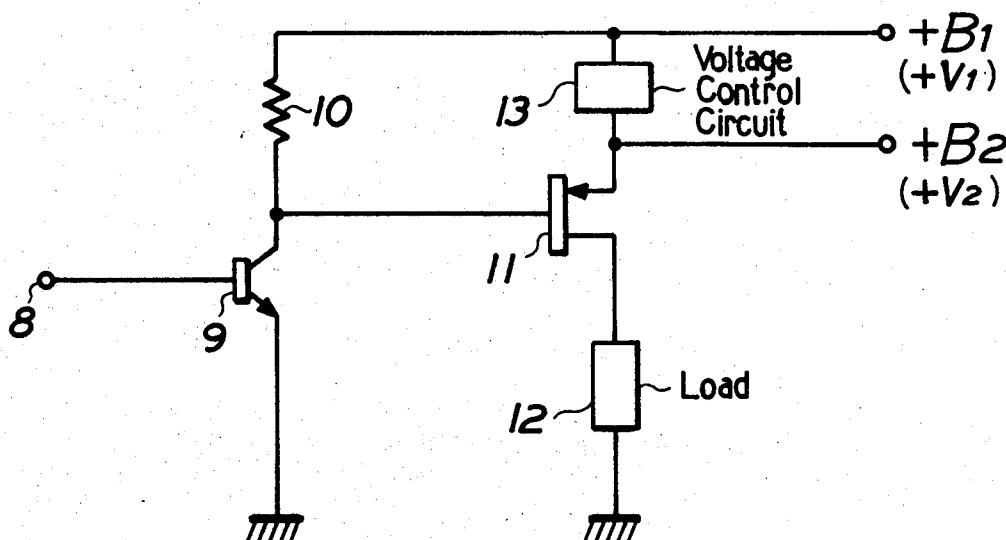 +B1
(+V1)
Voltage
Control
Circuit
13
10
+B2
(+V2)
11
8
9
12
Load